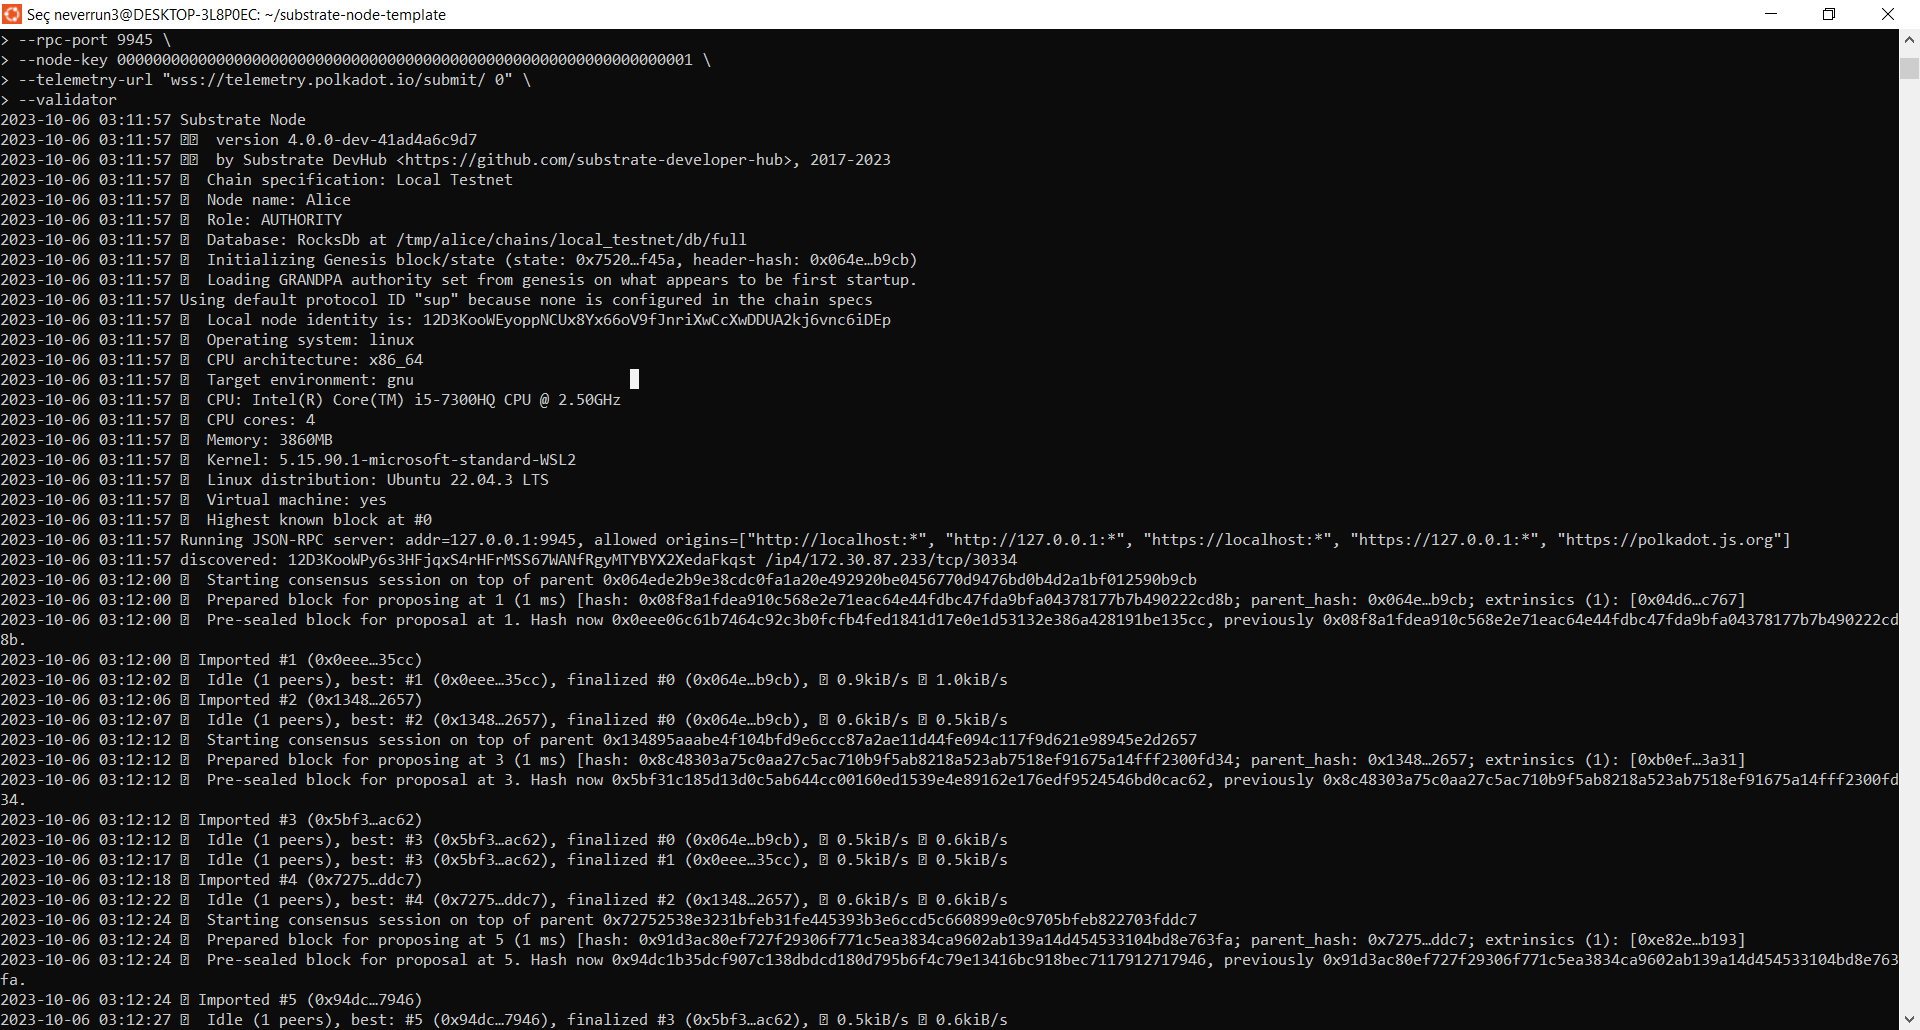 Seç neverrun3@DESKTOP-3L8P0EC: ~/substrate-node-template
> --rpc-port 9945 \
> --node-key 0000000000000000000000000000000000000000000000000000000000000001 \
> --telemetry-url "wss://telemetry.polkadot.io/submit/ 0" \
> --validator
2023-10-06 03:11:57 Substrate Node
2023-10-06 03:11:57 version 4.0.0-dev-41ad4a6c9d7
2023-10-06 03:11:57 by Substrate DevHub <https://github.com/substrate-developer-hub>, 2017-2023
2023-10-06 03:11:57 Chain specification: Local Testnet
2023-10-06 03:11:57 Node name: Alice
2023-10-06 03:11:57 Role: AUTHORITY
2023-10-06 03:11:57 Database: RocksDb at /tmp/alice/chains/local_testnet/db/full
2023-10-06 03:11:57 Initializing Genesis block/state (state: 0x7520…f45a, header-hash: 0x064e…b9cb)
2023-10-06 03:11:57 Loading GRANDPA authority set from genesis on what appears to be first startup.
2023-10-06 03:11:57 Using default protocol ID "sup" because none is configured in the chain specs
2023-10-06 03:11:57 Local node identity is: 12D3KooWEyoppNCUx8Yx66oV9fJnriXwCcXwDDUA2kj6vnc6iDEp
2023-10-06 03:11:57 Operating system: linux
2023-10-06 03:11:57 CPU architecture: x86_64
2023-10-06 03:11:57 Target environment: gnu
2023-10-06 03:11:57 CPU: Intel(R) Core(TM) i5-7300HQ CPU @ 2.50GHz
2023-10-06 03:11:57 CPU cores: 4
2023-10-06 03:11:57 Memory: 3860MB
2023-10-06 03:11:57 Kernel: 5.15.90.1-microsoft-standard-WSL2
2023-10-06 03:11:57 Linux distribution: Ubuntu 22.04.3 LTS
2023-10-06 03:11:57 Virtual machine: yes
2023-10-06 03:11:57 Highest known block at #0
2023-10-06 03:11:57 Running JSON-RPC server: addr=127.0.0.1:9945, allowed origins=["http://localhost:*", "http://127.0.0.1:*", "https://localhost:*", "https://127.0.0.1:*", "https://polkadot.js.org"]
2023-10-06 03:11:57 discovered: 12D3KooWPy6s3HFjqxS4rHFrMSS67WANfRgyMTYBYX2XedaFkqst /ip4/172.30.87.233/tcp/30334
2023-10-06 03:12:00 Starting consensus session on top of parent 0x064ede2b9e38cdc0fa1a20e492920be0456770d9476bd0b4d2a1bf012590b9cb
2023-10-06 03:12:00 Prepared block for proposing at 1 (1 ms) [hash: 0x08f8a1fdea910c568e2e71eac64e44fdbc47fda9bfa04378177b7b490222cd8b; parent_hash: 0x064e…b9cb; extrinsics (1): [0x04d6…c767]
2023-10-06 03:12:00 Pre-sealed block for proposal at 1. Hash now 0x0eee06c61b7464c92c3b0fcfb4fed1841d17e0e1d53132e386a428191be135cc, previously 0x08f8a1fdea910c568e2e71eac64e44fdbc47fda9bfa04378177b7b490222cd
8b.
2023-10-06 03:12:00 Imported #1 (0x0eee…35cc)
2023-10-06 03:12:02 Idle (1 peers), best: #1 (0x0eee…35cc), finalized #0 (0x064e…b9cb), 0.9kiB/s 1.0kiB/s
2023-10-06 03:12:06 Imported #2 (0x1348…2657)
2023-10-06 03:12:07 Idle (1 peers), best: #2 (0x1348…2657), finalized #0 (0x064e…b9cb), 0.6kiB/s 0.5kiB/s
2023-10-06 03:12:12 Starting consensus session on top of parent 0x134895aaabe4f104bfd9e6ccc87a2ae11d44fe094c117f9d621e98945e2d2657
2023-10-06 03:12:12 Prepared block for proposing at 3 (1 ms) [hash: 0x8c48303a75c0aa27c5ac710b9f5ab8218a523ab7518ef91675a14fff2300fd34; parent_hash: 0x1348…2657; extrinsics (1): [0xb0ef…3a31]
2023-10-06 03:12:12 Pre-sealed block for proposal at 3. Hash now 0x5bf31c185d13d0c5ab644cc00160ed1539e4e89162e176edf9524546bd0cac62, previously 0x8c48303a75c0aa27c5ac710b9f5ab8218a523ab7518ef91675a14fff2300fd
34.
2023-10-06 03:12:12 Imported #3 (0x5bf3…ac62)
2023-10-06 03:12:12 Idle (1 peers), best: #3 (0x5bf3…ac62), finalized #0 (0x064e…b9cb), 0.5kiB/s 0.6kiB/s
2023-10-06 03:12:17 Idle (1 peers), best: #3 (0x5bf3…ac62), finalized #1 (0x0eee…35cc), 0.5kiB/s 0.5kiB/s
2023-10-06 03:12:18 Imported #4 (0x7275…ddc7)
2023-10-06 03:12:22 Idle (1 peers), best: #4 (0x7275…ddc7), finalized #2 (0x1348…2657), 0.6kiB/s 0.6kiB/s
2023-10-06 03:12:24 Starting consensus session on top of parent 0x72752538e3231bfeb31fe445393b3e6ccd5c660899e0c9705bfeb822703fddc7
2023-10-06 03:12:24 Prepared block for proposing at 5 (1 ms) [hash: 0x91d3ac80ef727f29306f771c5ea3834ca9602ab139a14d454533104bd8e763fa; parent_hash: 0x7275…ddc7; extrinsics (1): [0xe82e…b193]
2023-10-06 03:12:24 Pre-sealed block for proposal at 5. Hash now 0x94dc1b35dcf907c138dbdcd180d795b6f4c79e13416bc918bec7117912717946, previously 0x91d3ac80ef727f29306f771c5ea3834ca9602ab139a14d454533104bd8e763
fa.
2023-10-06 03:12:24 Imported #5 (0x94dc…7946)
2023-10-06 03:12:27 Idle (1 peers), best: #5 (0x94dc…7946), finalized #3 (0x5bf3…ac62), 0.5kiB/s 0.6kiB/s